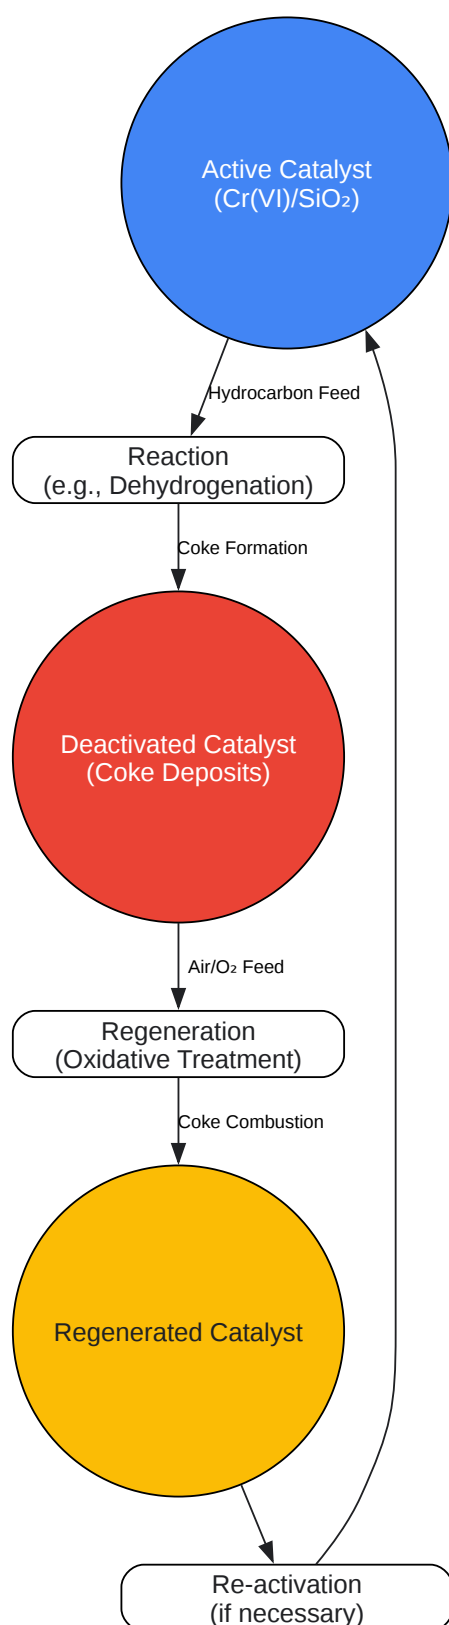 Active Catalyst
(Cr(VI)/SiO₂)
Hydrocarbon Feed
Reaction
(e.g., Dehydrogenation)
Coke Formation
Deactivated Catalyst
(Coke Deposits)
Air/O₂ Feed
Regeneration
(Oxidative Treatment)
Coke Combustion
Regenerated Catalyst
Re-activation
(if necessary)